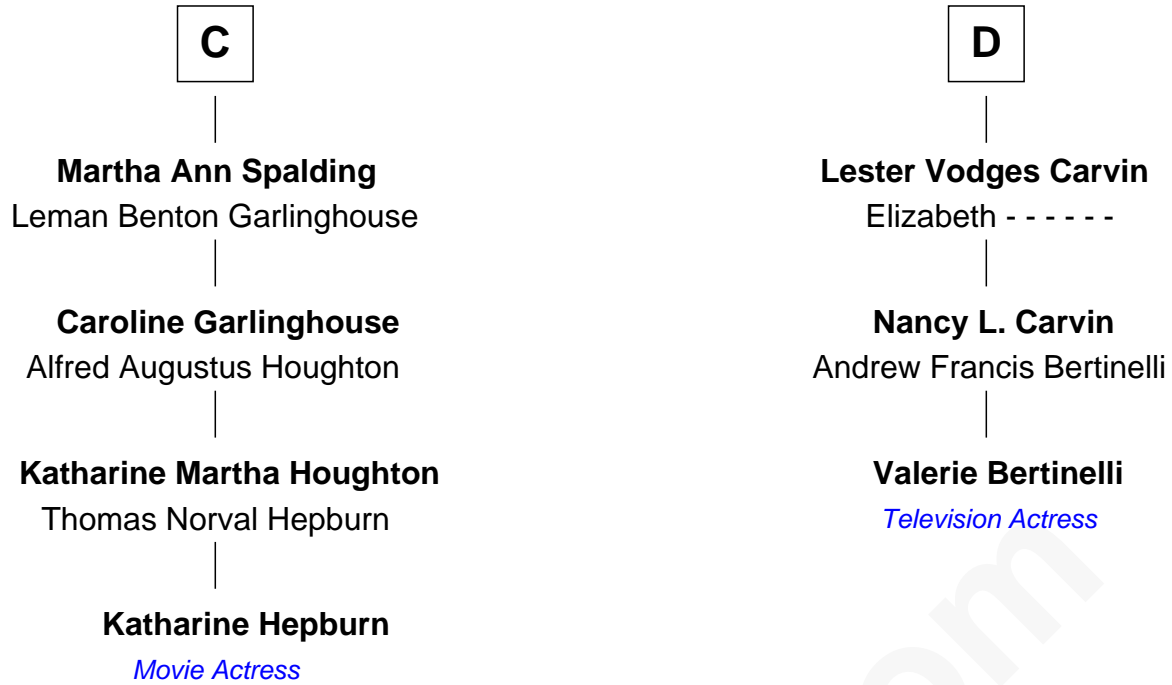 C
Martha Ann Spalding
Leman Benton Garlinghouse
Caroline Garlinghouse
Alfred Augustus Houghton
Katharine Martha Houghton
Thomas Norval Hepburn
Katharine Hepburn
Movie Actress
D
Lester Vodges Carvin
Elizabeth - - - - - -
Nancy L. Carvin
Andrew Francis Bertinelli
Valerie Bertinelli
Television Actress
om